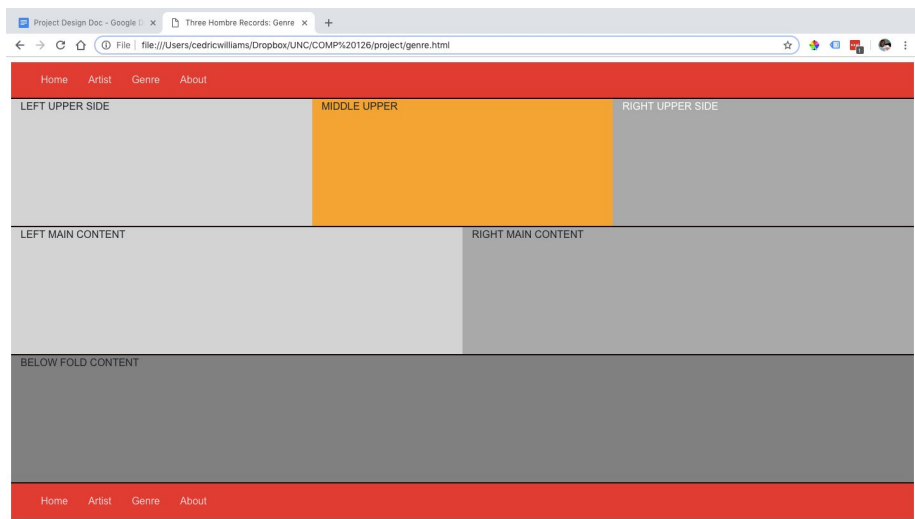 Project Design Doc - Google D
Three Hombre Records: Genre
File | file:///Users/cedricwilliams/Dropbox/UNC/COMP%20126/project/genre.html
Home Artist Genre About
LEFT UPPER SIDE
MIDDLE UPPER
RIGHT UPPER SIDE
LEFT MAIN CONTENT
RIGHT MAIN CONTENT
BELOW FOLD CONTENT
Home Artist Genre About